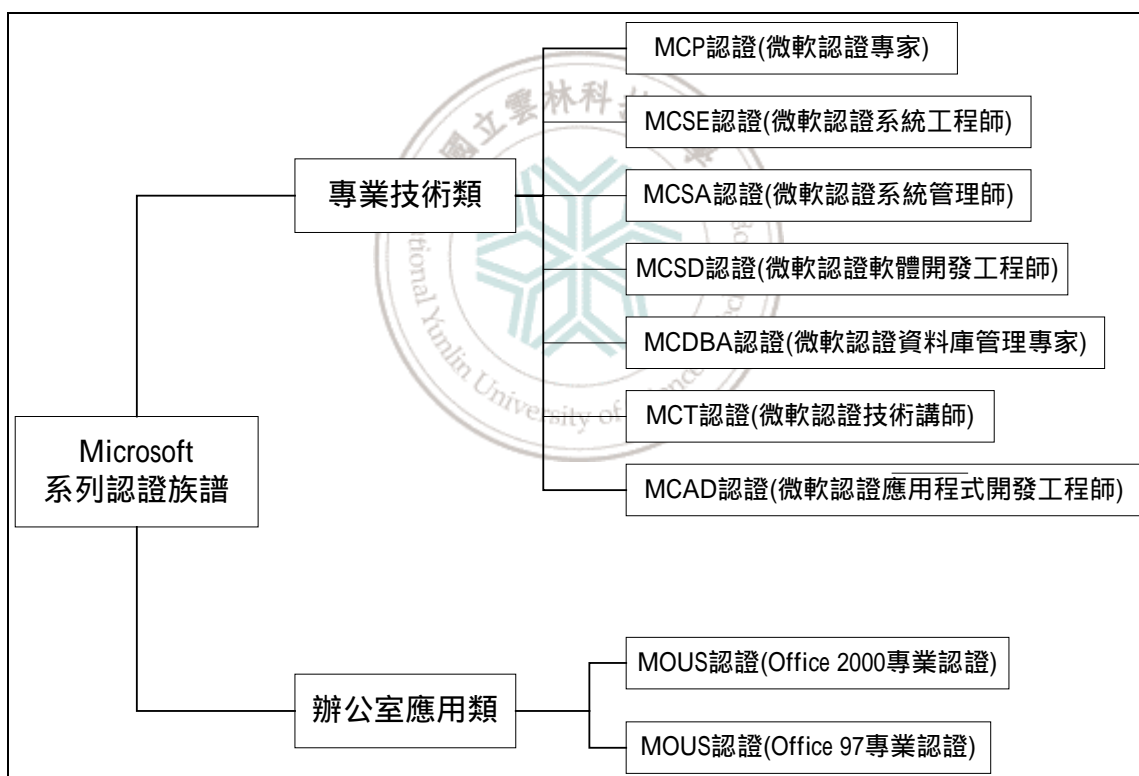 MCP認證(微軟認證專家)
MCSE認證(微軟認證系統工程師)
專業技術類
MCSA認證(微軟認證系統管理師)
MCSD認證(微軟認證軟體開發工程師)
MCDBA認證(微軟認證資料庫管理專家)
MCT認證(微軟認證技術講師)
MCAD認證(微軟認證應用程式開發工程師)
Microsoft
系列認證族譜
MOUS認證(Office 2000專業認證)
辦公室應用類
MOUS認證(Office 97專業認證)
國立雲林科
Yunlin University of